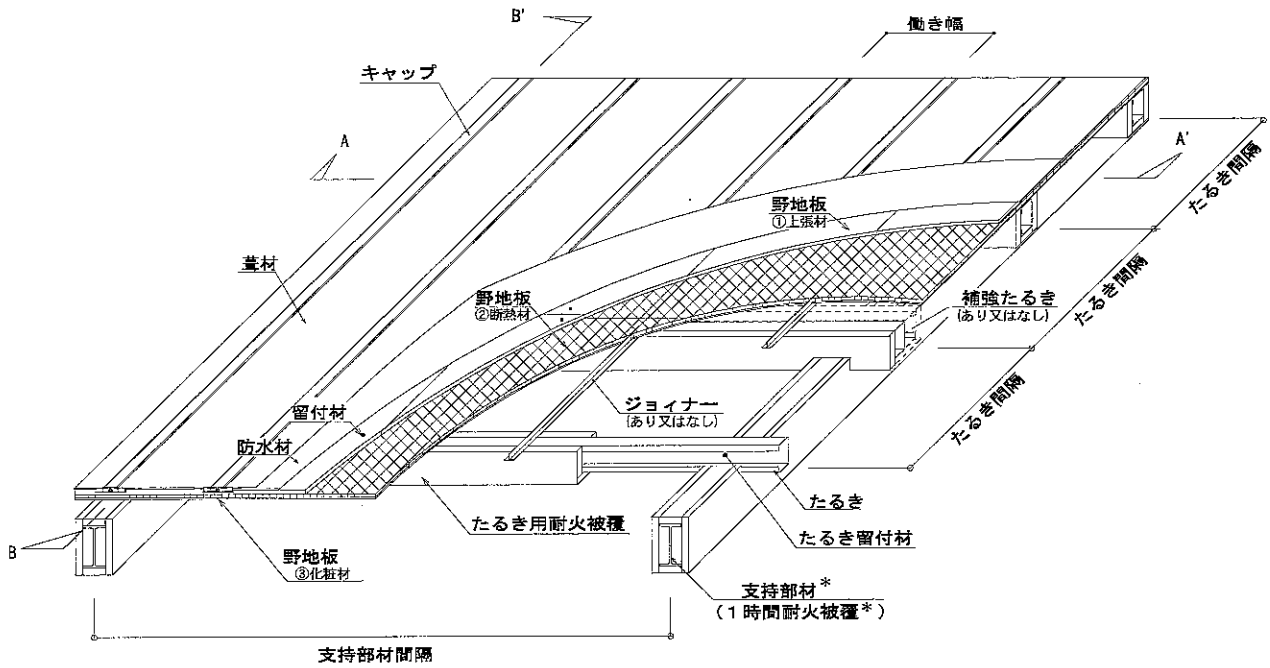 B'
働き幅
キャップ
A
A'
たるき間隔
野地板
①上張材
葺材
野地板
②断熱材
たるき間隔
補強たるき
(あり又はなし)
ジョイナー
(あり又はなし)
留付材
防水材
たるき間隔
たるき
たるき用耐火被覆
たるき留付材
B
野地板
③化粧材
支持部材*
(1時間耐火被覆*)
支持部材間隔